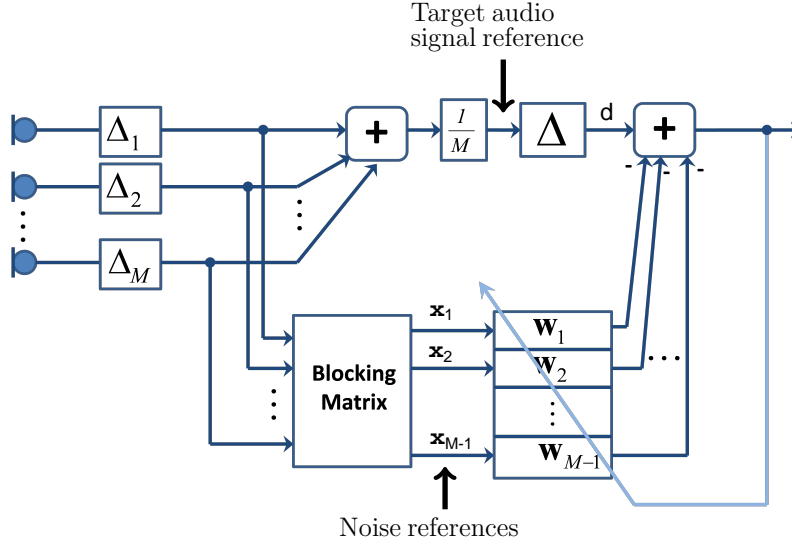 Target audio
signal reference
Δ1
+
1/M
Δ
d
+
Δ2
-
-
-
⋮
⋮
ΔM
x1
w1
x2
w2
...
Blocking
Matrix
⋮
⋮
xM-1
wM-1
Noise references